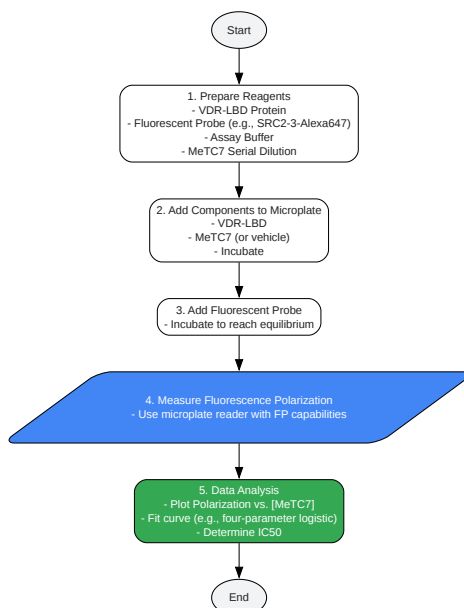 Start
1. Prepare Reagents
- VDR-LBD Protein
- Fluorescent Probe (e.g., SRC2-3-Alexa647)
- Assay Buffer
- MeTC7 Serial Dilution
2. Add Components to Microplate
- VDR-LBD
- MeTC7 (or vehicle)
- Incubate
3. Add Fluorescent Probe
- Incubate to reach equilibrium
4. Measure Fluorescence Polarization
- Use microplate reader with FP capabilities
5. Data Analysis
- Plot Polarization vs. [MeTC7]
- Fit curve (e.g., four-parameter logistic)
- Determine IC50
End